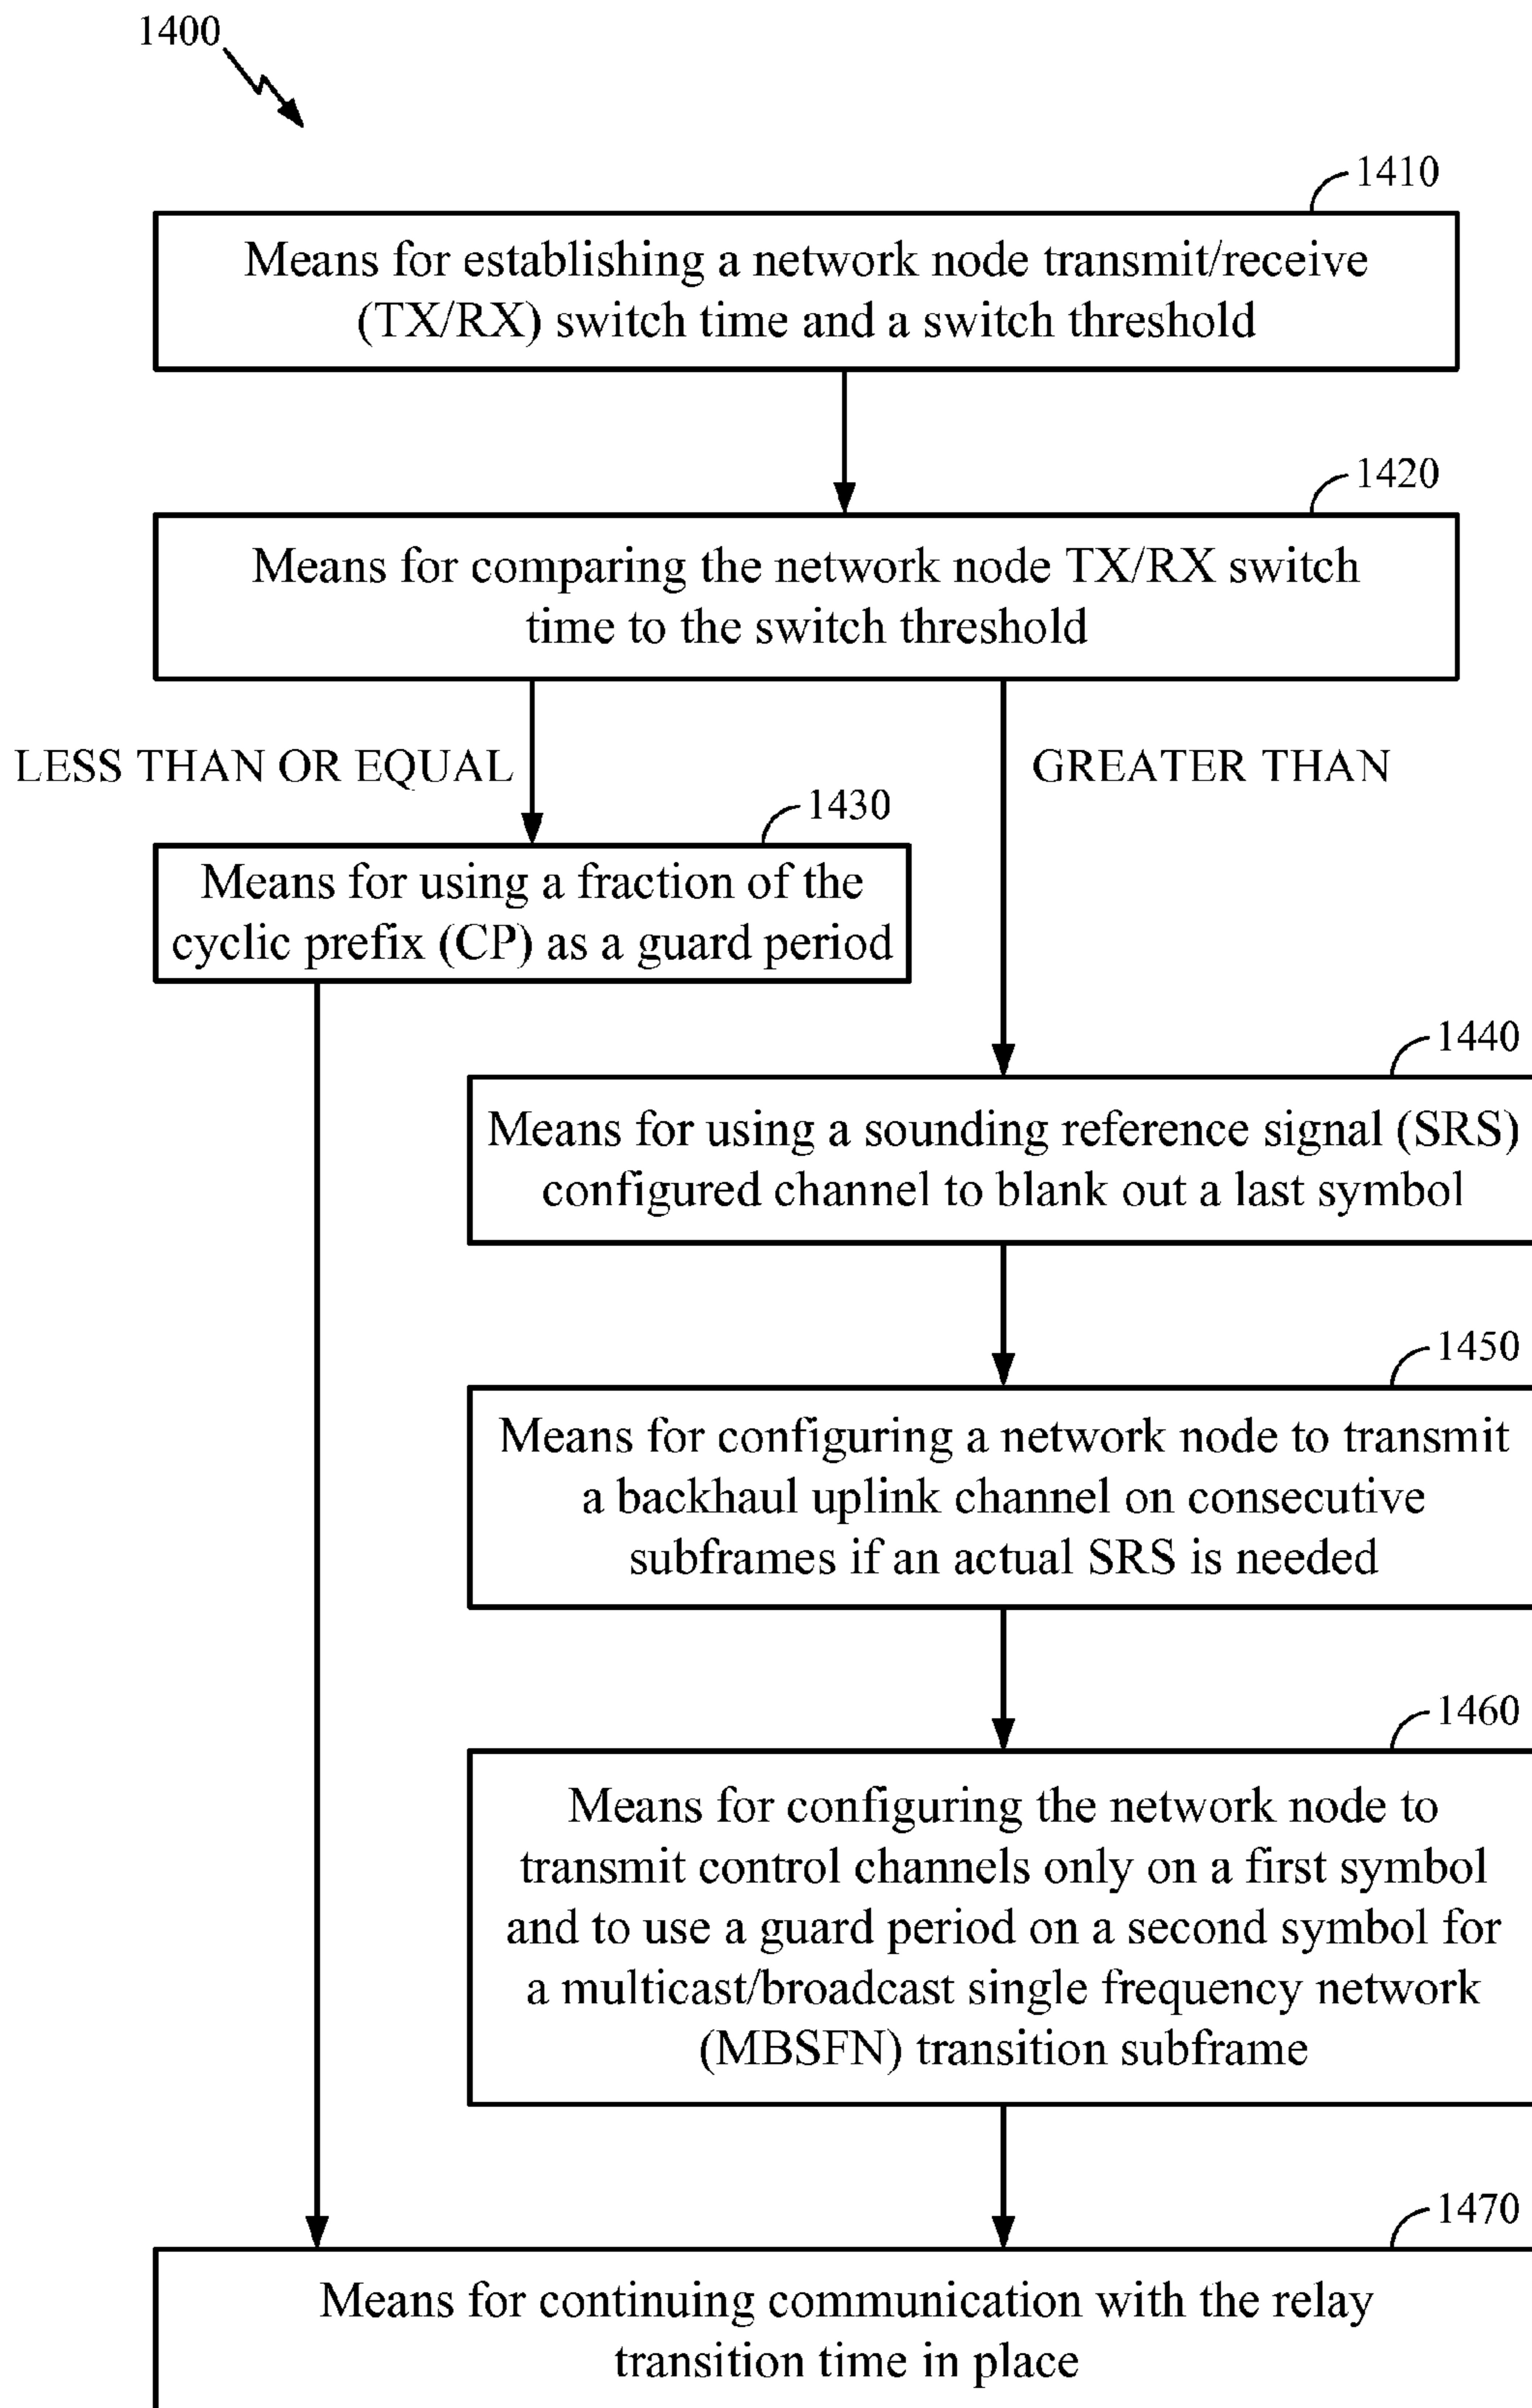 1400
1410
Means for establishing a network node transmit/receive
(TX/RX) switch time and a switch threshold
1420
Means for comparing the network node TX/RX switch
time to the switch threshold
LESS THAN OR EQUAL
GREATER THAN
1430
Means for using a fraction of the
cyclic prefix (CP) as a guard period
1440
Means for using a sounding reference signal (SRS)
configured channel to blank out a last symbol
1450
Means for configuring a network node to transmit
a backhaul uplink channel on consecutive
subframes if an actual SRS is needed
1460
Means for configuring the network node to
transmit control channels only on a first symbol
and to use a guard period on a second symbol for
a multicast/broadcast single frequency network
(MBSFN) transition subframe
1470
Means for continuing communication with the relay
transition time in place